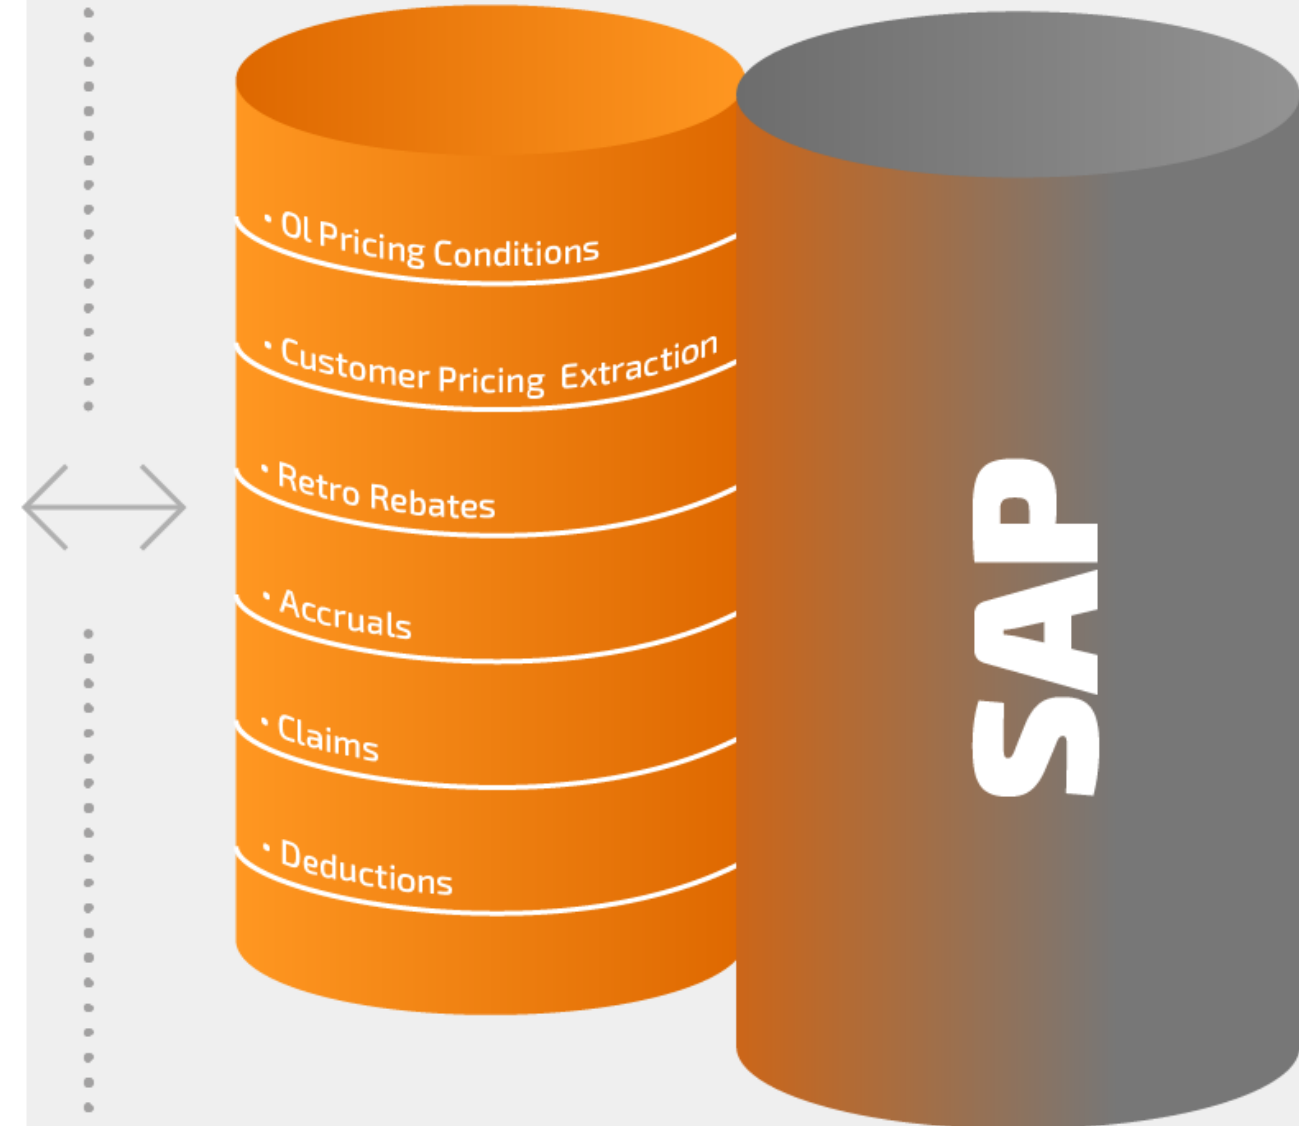 • OI Pricing Conditions
• Customer Pricing Extraction
• Retro Rebates
• Accruals
• Claims
• Deductions
SAP